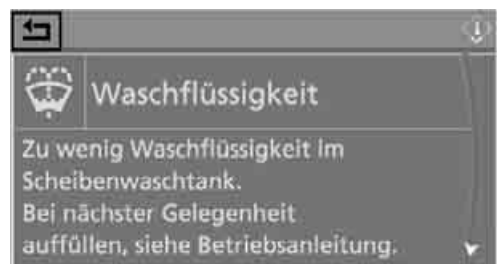 Waschflüssigkeit
Zu wenig Waschflüssigkeit im
Scheibenwaschtank.
Bei nächster Gelegenheit
auffüllen, siehe Betriebsanleitung.